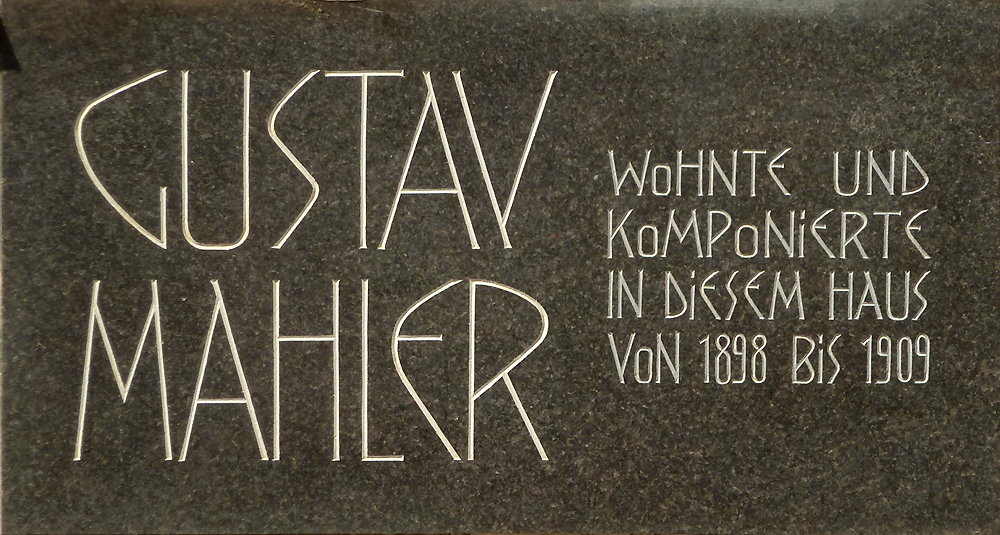 GUSTAV
MAHLER
WOHNTE UND
KOMPONiERTE
IN DiESEM HAUS
VON 1898 BiS 1909